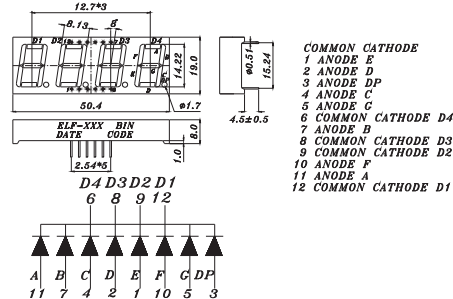 12.7*3
8.13 8
D1 D2 D3 D4
A
F B
G
E C
D
14.22
19.0
ø1.7
50.4
ø0.51
15.24
4.5±0.5
ELF-XXX BIN
DATE CODE
8.0
1.0
2.54*5
COMMON CATHODE
1 ANODE E
2 ANODE D
3 ANODE DP
4 ANODE C
5 ANODE G
6 COMMON CATHODE D4
7 ANODE B
8 COMMON CATHODE D3
9 COMMON CATHODE D2
10 ANODE F
11 ANODE A
12 COMMON CATHODE D1
D4 D3 D2 D1
6 8 9 12
A B C D E F G DP
11 7 4 2 1 10 5 3